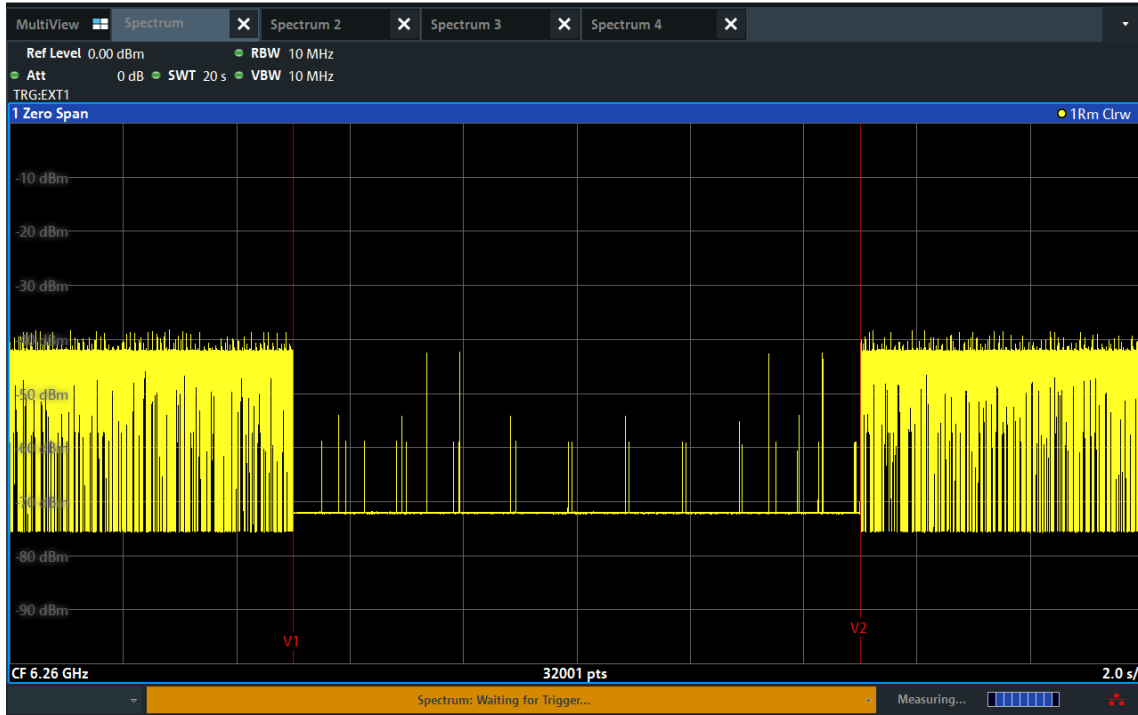 MultiView Spectrum Spectrum 2 Spectrum 3 Spectrum 4
Ref Level 0.00 dBm RBW 10 MHz
Att 0 dB SWT 20 s VBW 10 MHz
TRG:EXT1
1 Zero Span 1Rm Clrw
-10 dBm
-20 dBm
-30 dBm
-50 dBm
-80 dBm
-90 dBm
V1 V2
CF 6.26 GHz 32001 pts 2.0 s/
Spectrum: Waiting for Trigger... Measuring...